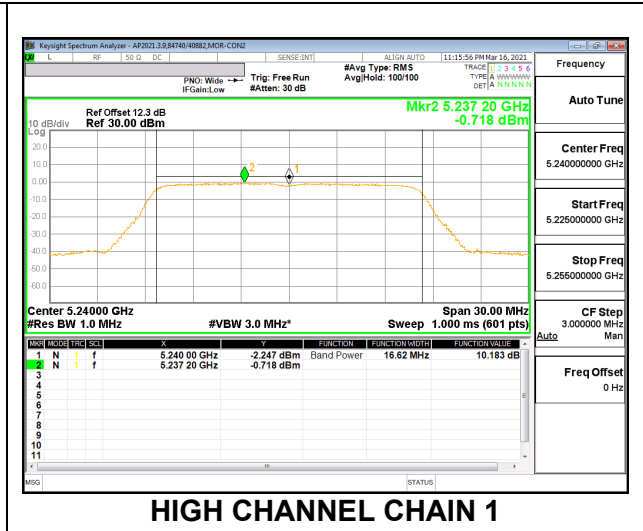 Keysight Spectrum Analyzer - AP2021.3.9,84740/40882,MOR-CON2
L RF 50 Ω DC SENSE:INT ALIGN AUTO 11:15:56 PM Mar 16, 2021
PNO: Wide IFGain:Low
Trig: Free Run #Atten: 30 dB
#Avg Type: RMS Avg|Hold: 100/100
TRACE 1 2 3 4 5 6
TYPE A WWWWW
DET A N N N N N
Frequency
Auto Tune
Center Freq
5.240000000 GHz
Start Freq
5.225000000 GHz
Stop Freq
5.255000000 GHz
CF Step
3.000000 MHz
Auto Man
Freq Offset
0 Hz
Mkr2 5.237 20 GHz
-0.718 dBm
Ref Offset 12.3 dB
10 dB/div Ref 30.00 dBm
Log
20.0
10.0
0.00
-10.0
-20.0
-30.0
-40.0
-50.0
-60.0
2
1
Center 5.24000 GHz Span 30.00 MHz
#Res BW 1.0 MHz #VBW 3.0 MHz* Sweep 1.000 ms (601 pts)
MKR MODE TRC SCL X Y FUNCTION FUNCTION WIDTH FUNCTION VALUE
1 N 1 f 5.240 00 GHz -2.247 dBm Band Power 16.62 MHz 10.183 dB
2 N 1 f 5.237 20 GHz -0.718 dBm
3
4
5
6
7
8
9
10
11
MSG STATUS
HIGH CHANNEL CHAIN 1